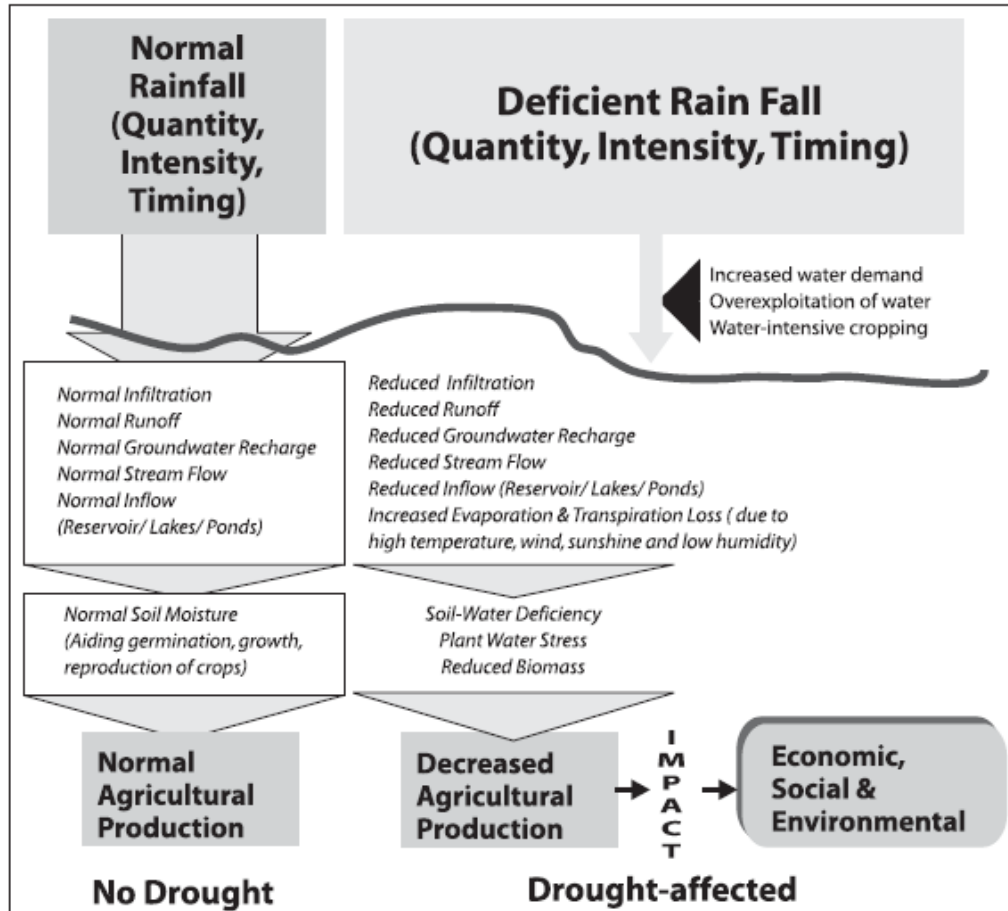 Normal
Rainfall
(Quantity,
Intensity,
Timing)
Deficient Rain Fall
(Quantity, Intensity, Timing)
Increased water demand
Overexploitation of water
Water-intensive cropping
Normal Infiltration
Normal Runoff
Normal Groundwater Recharge
Normal Stream Flow
Normal Inflow
(Reservoir/ Lakes/ Ponds)
Reduced Infiltration
Reduced Runoff
Reduced Groundwater Recharge
Reduced Stream Flow
Reduced Inflow (Reservoir/ Lakes/ Ponds)
Increased Evaporation & Transpiration Loss ( due to
high temperature, wind, sunshine and low humidity)
Normal Soil Moisture
(Aiding germination, growth,
reproduction of crops)
Soil-Water Deficiency
Plant Water Stress
Reduced Biomass
Normal
Agricultural
Production
Decreased
Agricultural
Production
IMPACT
Economic,
Social &
Environmental
No Drought
Drought-affected